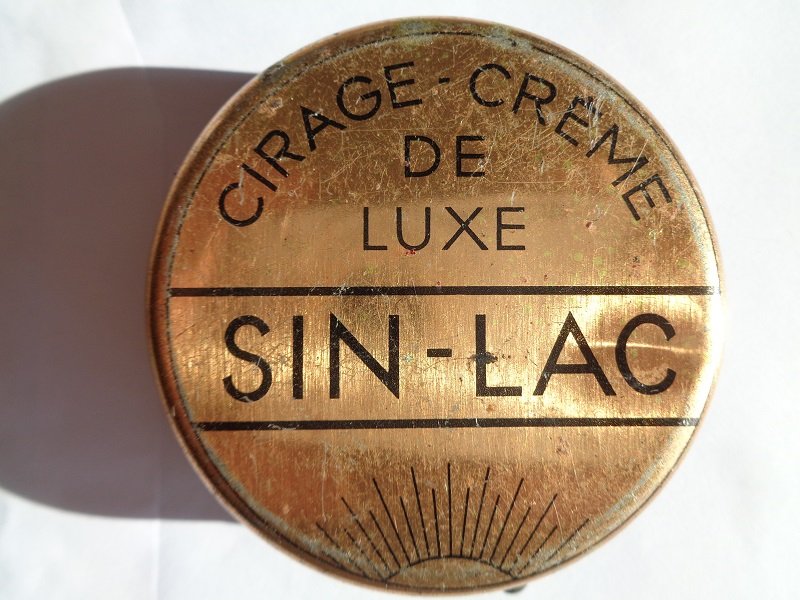 CIRAGE-CRÈME
DE
LUXE
SIN-LAC